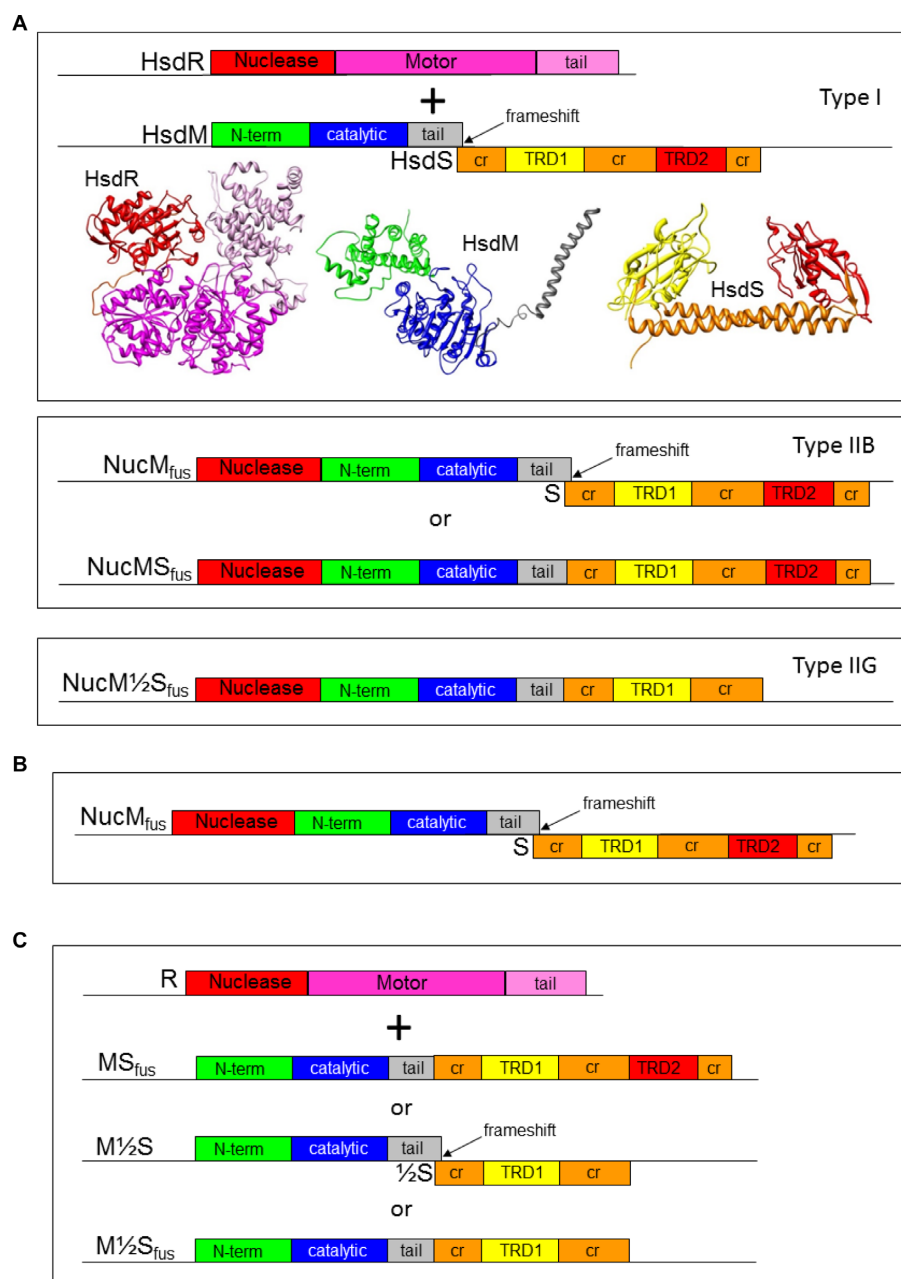 A
HsdR Nuclease Motor tail
+
Type I
frameshift
HsdM N-term catalytic tail
HsdS cr TRD1 cr TRD2 cr
HsdR
HsdM
HsdS
Type IIB
frameshift
NucMfus Nuclease N-term catalytic tail
S cr TRD1 cr TRD2 cr
or
NucMSfus Nuclease N-term catalytic tail cr TRD1 cr TRD2 cr
Type IIG
NucM½Sfus Nuclease N-term catalytic tail cr TRD1 cr
B
frameshift
NucMfus Nuclease N-term catalytic tail
S cr TRD1 cr TRD2 cr
C
R Nuclease Motor tail
+
MSfus N-term catalytic tail cr TRD1 cr TRD2 cr
or
frameshift
M½S N-term catalytic tail
½S cr TRD1 cr
or
M½Sfus N-term catalytic tail cr TRD1 cr